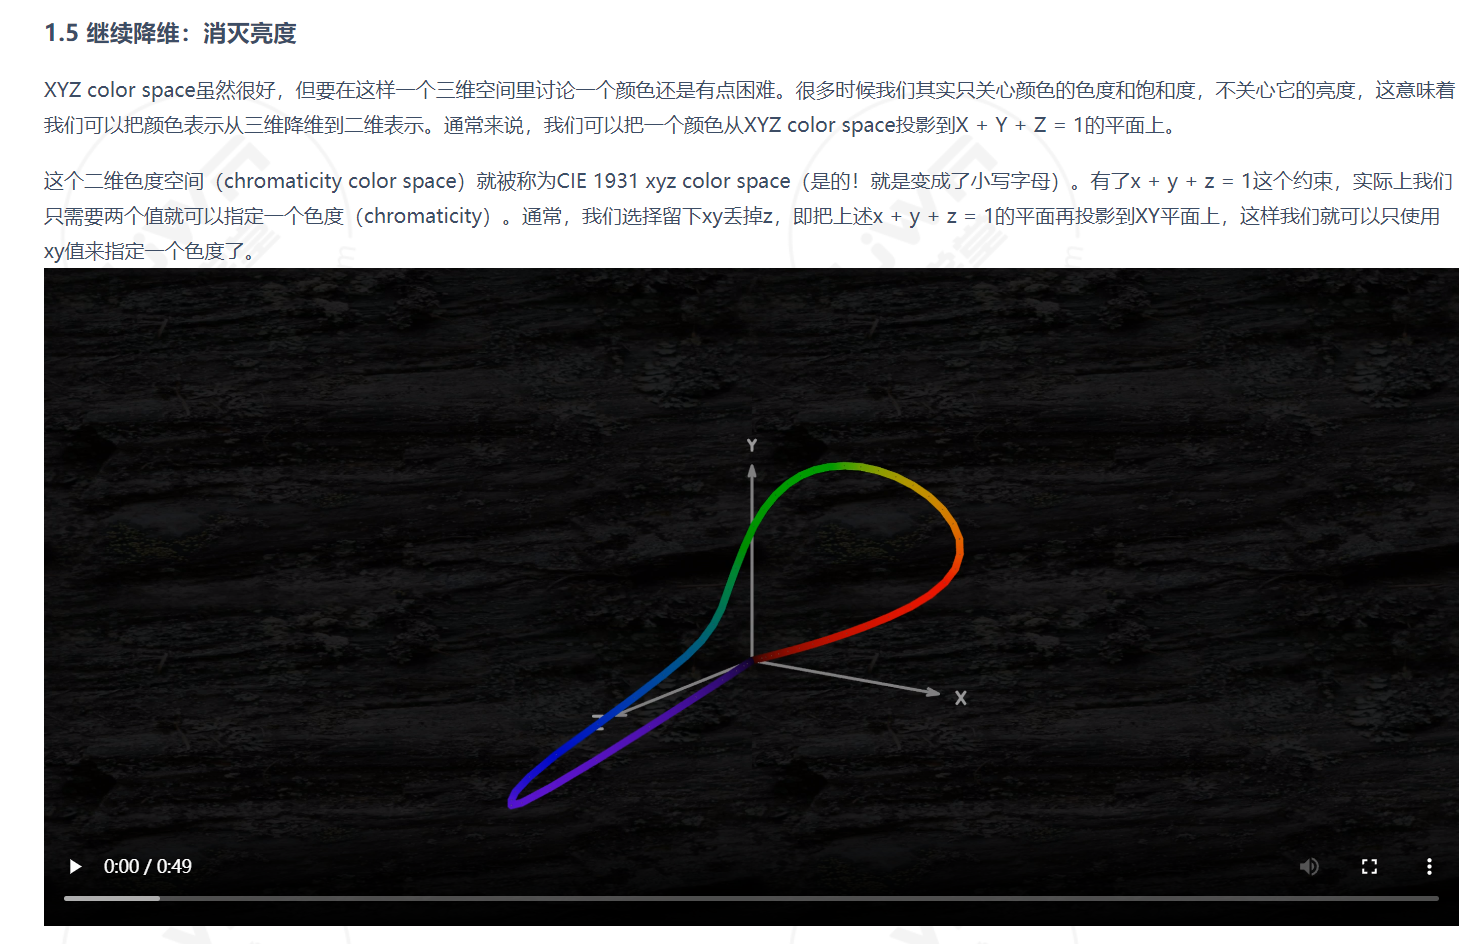 1.5 继续降维：消灭亮度
XYZ color space虽然很好，但要在这样一个三维空间里讨论一个颜色还是有点困难。很多时候我们其实只关心颜色的色度和饱和度，不关心它的亮度，这意味着
我们可以把颜色表示从三维降维到二维表示。通常来说，我们可以把一个颜色从XYZ color space投影到X + Y + Z = 1的平面上。
这个二维色度空间（chromaticity color space）就被称为CIE 1931 xyz color space（是的！就是变成了小写字母）。有了x + y + z = 1这个约束，实际上我们
只需要两个值就可以指定一个色度（chromaticity）。通常，我们选择留下xy丢掉z，即把上述x + y + z = 1的平面再投影到XY平面上，这样我们就可以只使用
xy值来指定一个色度了。
Y
X
0:00 / 0:49